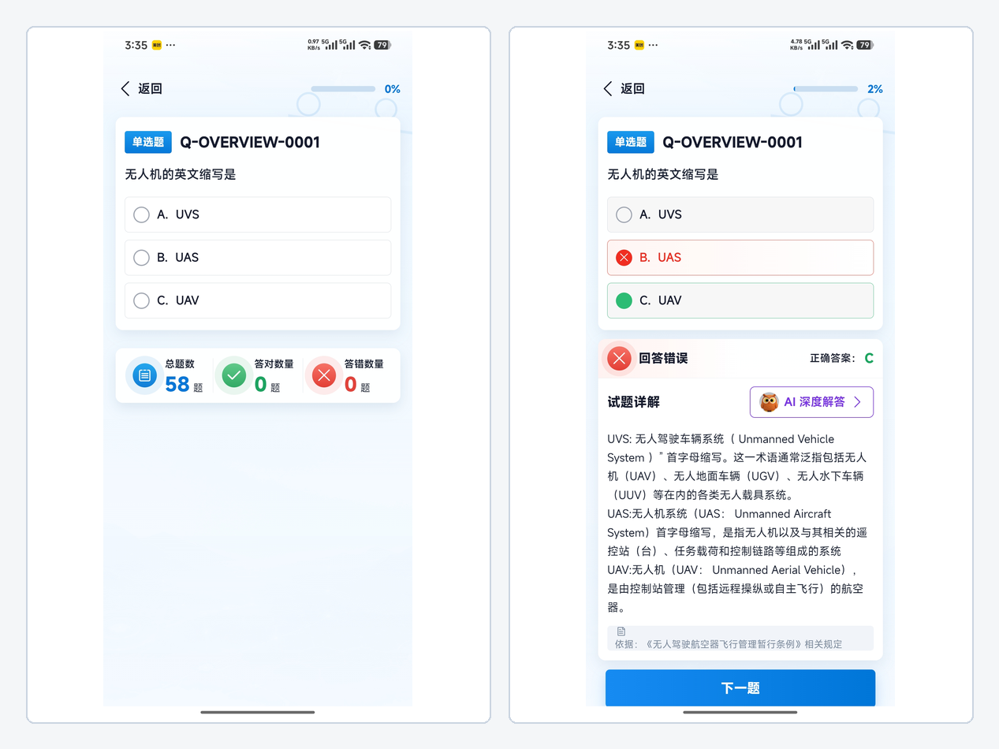 3:35 美团 ···
0.97 KB/s 5G 5G 79
返回
0%
单选题 Q-OVERVIEW-0001
无人机的英文缩写是
A. UVS
B. UAS
C. UAV
总题数
58 题
答对数量
0 题
答错数量
0 题
3:35 美团 ···
4.78 KB/s 5G 5G 79
返回
2%
单选题 Q-OVERVIEW-0001
无人机的英文缩写是
A. UVS
B. UAS
C. UAV
回答错误
正确答案： C
试题详解
AI 深度解答
UVS: 无人驾驶车辆系统（ Unmanned Vehicle
System ）” 首字母缩写。这一术语通常泛指包括无人
机（UAV）、无人地面车辆（UGV）、无人水下车辆
（UUV）等在内的各类无人载具系统。
UAS:无人机系统（UAS： Unmanned Aircraft
System）首字母缩写，是指无人机以及与其相关的遥
控站（台）、任务载荷和控制链路等组成的系统
UAV:无人机（UAV： Unmanned Aerial Vehicle），
是由控制站管理（包括远程操纵或自主飞行）的航空
器。
依据：《无人驾驶航空器飞行管理暂行条例》相关规定
下一题